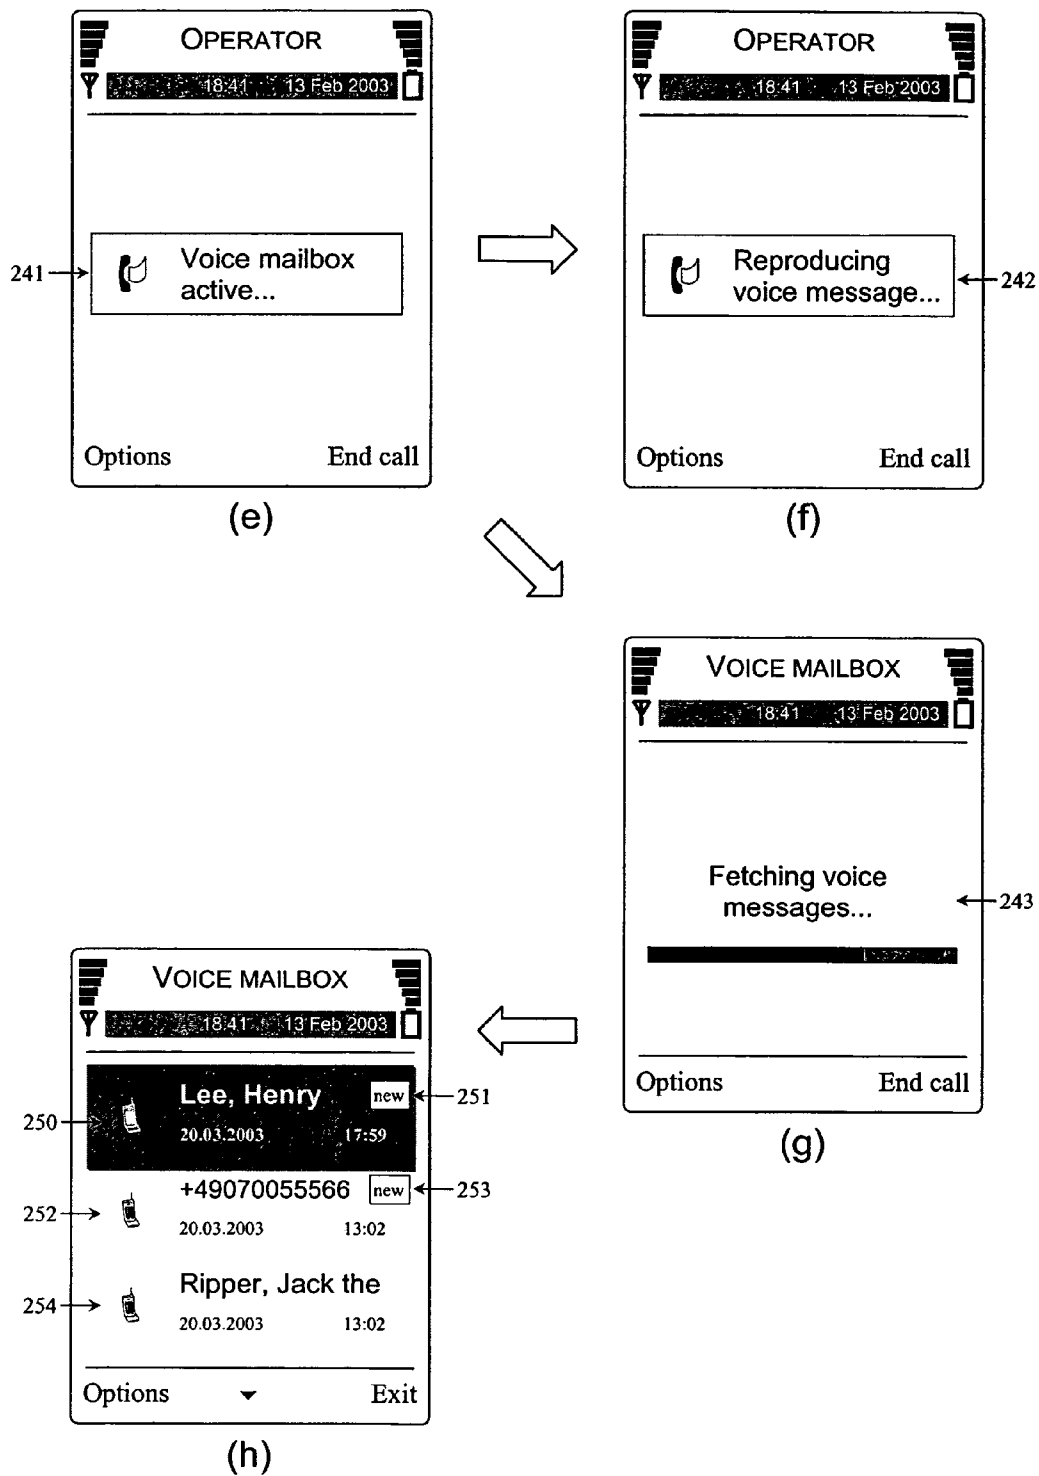 OPERATOR
18:41 13 Feb 2003
241
Voice mailbox
active...
Options End call
(e)
OPERATOR
18:41 13 Feb 2003
Reproducing
voice message...
242
Options End call
(f)
VOICE MAILBOX
18:41 13 Feb 2003
Fetching voice
messages...
243
Options End call
(g)
VOICE MAILBOX
18:41 13 Feb 2003
Lee, Henry new
251
250
20.03.2003 17:59
+49070055566 new
253
252
20.03.2003 13:02
Ripper, Jack the
254
20.03.2003 13:02
Options Exit
(h)